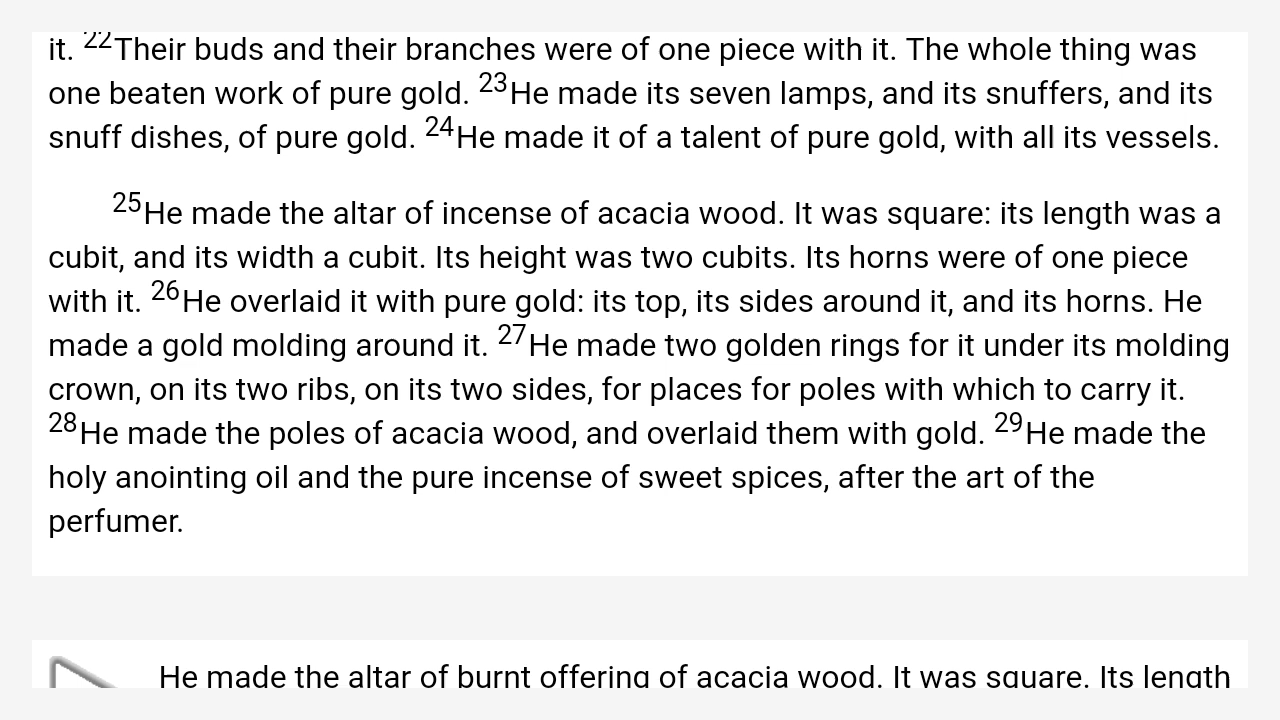 it. 22Their buds and their branches were of one piece with it. The whole thing was
one beaten work of pure gold. 23He made its seven lamps, and its snuffers, and its
snuff dishes, of pure gold. 24He made it of a talent of pure gold, with all its vessels.
25He made the altar of incense of acacia wood. It was square: its length was a
cubit, and its width a cubit. Its height was two cubits. Its horns were of one piece
with it. 26He overlaid it with pure gold: its top, its sides around it, and its horns. He
made a gold molding around it. 27He made two golden rings for it under its molding
crown, on its two ribs, on its two sides, for places for poles with which to carry it.
28He made the poles of acacia wood, and overlaid them with gold. 29He made the
holy anointing oil and the pure incense of sweet spices, after the art of the
perfumer.
He made the altar of burnt offering of acacia wood. It was square. Its length